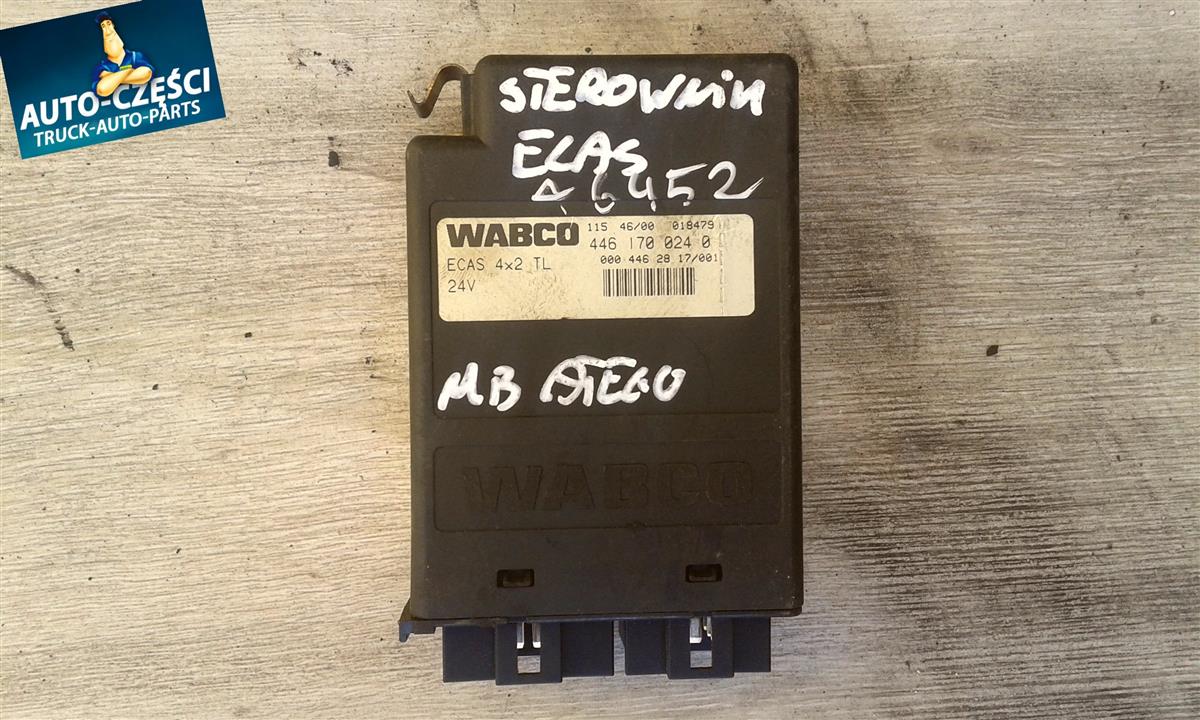 AUTO-CZĘŚCI
TRUCK-AUTO-PARTS
STEROWNIK
ECAS
A6452
WABCO 115 46/00 018479
446 170 024 0
ECAS 4x2 TL 000 446 28 17/001
24V
MB ATEGO
WABCO